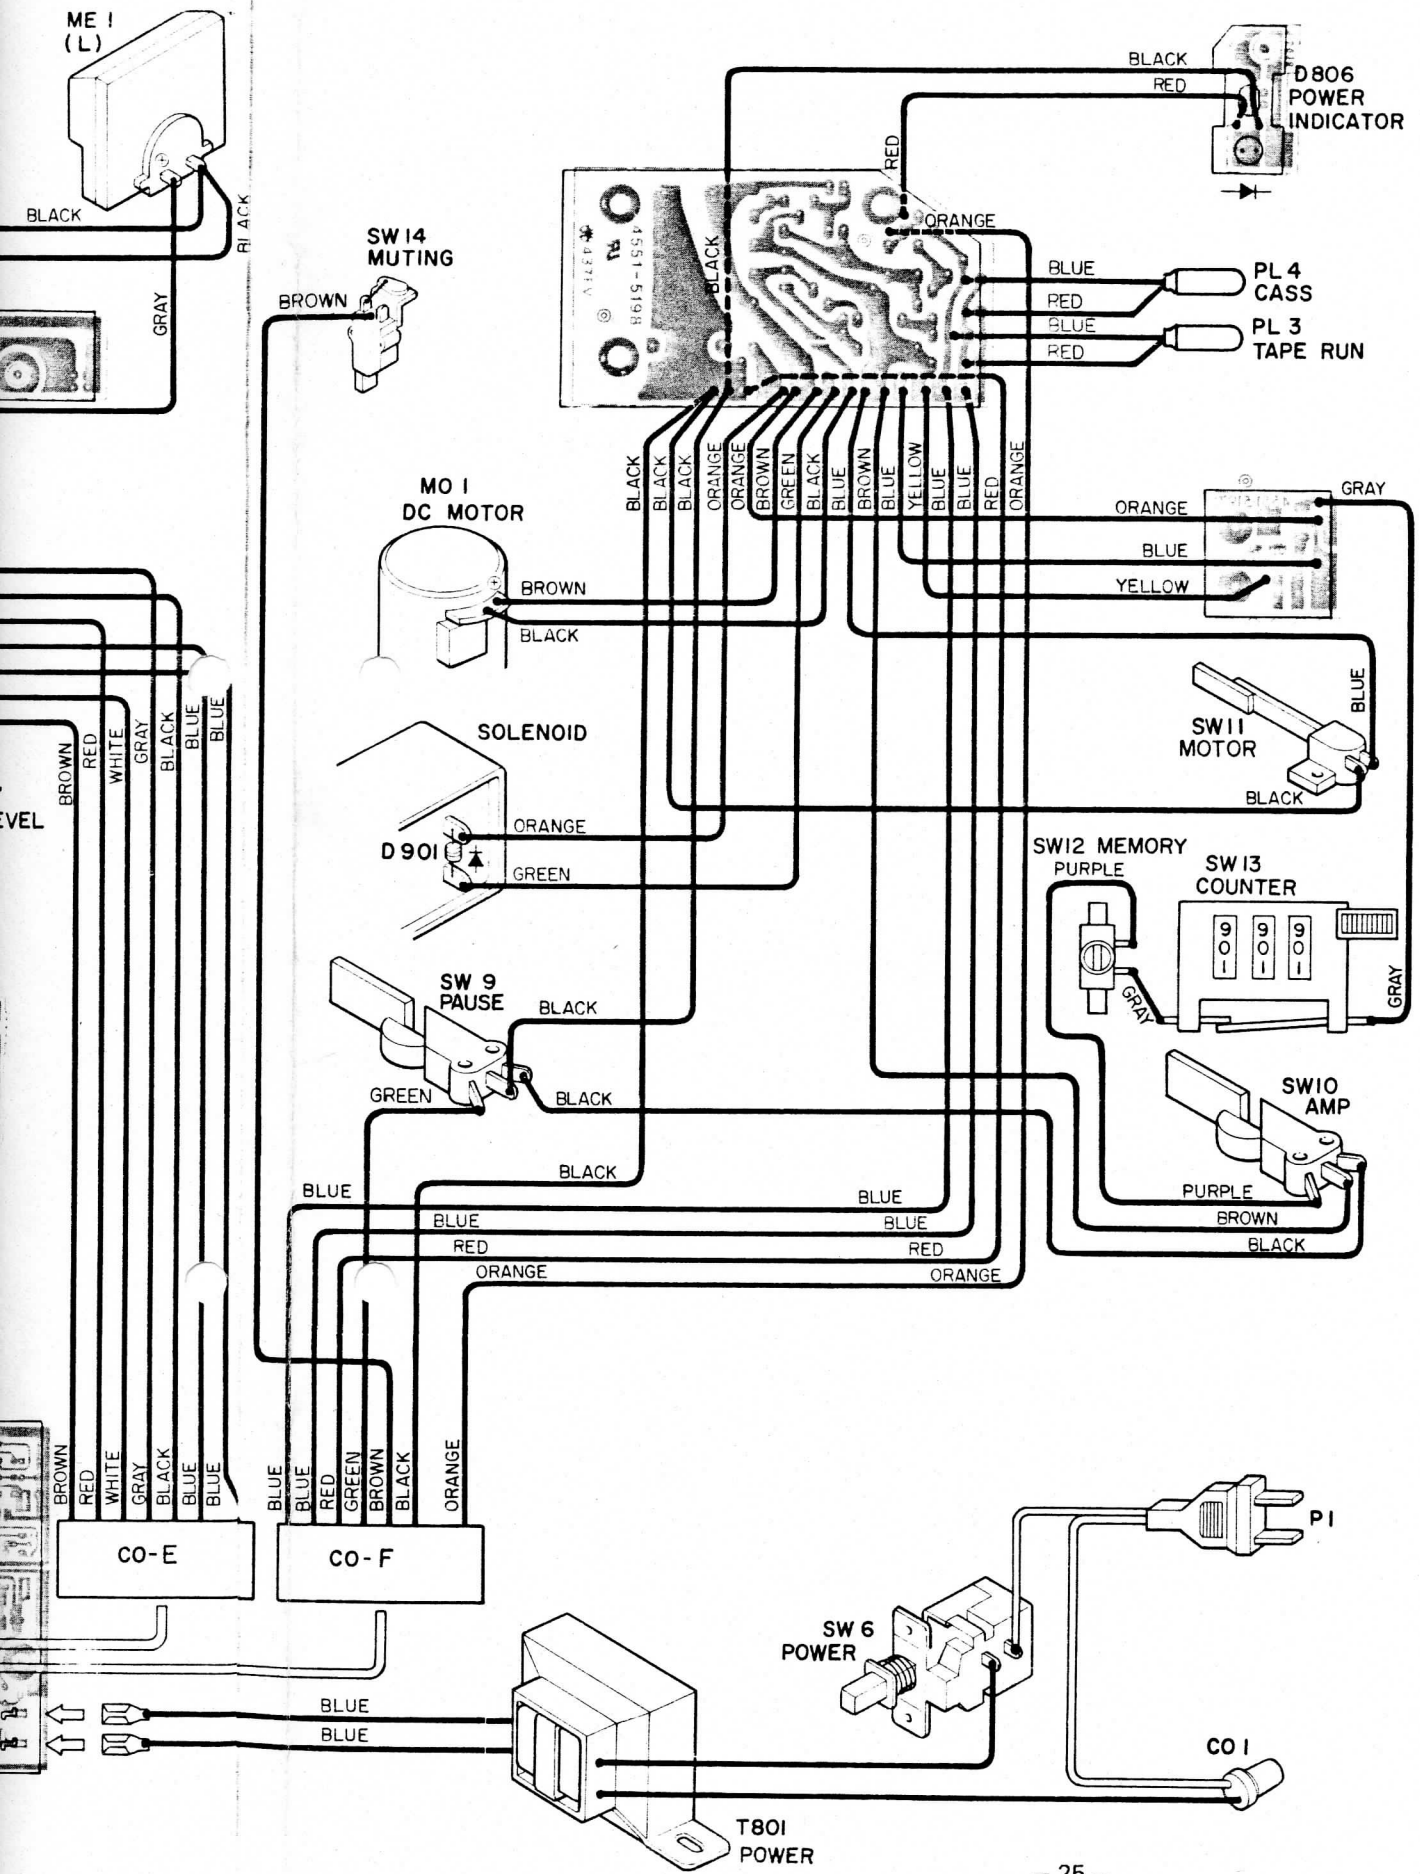 ME 1
(L)
BLACK
BLACK
GRAY
BLACK
RED
D806
POWER
INDICATOR
RED
ORANGE
BLACK
4551-5198
SW 14
MUTING
BROWN
BLUE
RED
PL 4
CASS
BLUE
RED
PL 3
TAPE RUN
BLACK
BLACK
BLACK
ORANGE
ORANGE
BROWN
GREEN
BLACK
BLUE
BROWN
BLUE
YELLOW
BLUE
BLUE
RED
ORANGE
MO 1
DC MOTOR
BROWN
BLACK
GRAY
ORANGE
BLUE
YELLOW
BLUE
SW11
MOTOR
BLACK
BROWN
RED
WHITE
GRAY
BLACK
BLUE
BLUE
EVEL
SOLENOID
ORANGE
D901
GREEN
SW12 MEMORY
PURPLE
GRAY
SW 13
COUNTER
901
901
901
GRAY
SW 9
PAUSE
BLACK
GREEN
BLACK
SW10
AMP
PURPLE
BROWN
BLACK
BLACK
BLUE
BLUE
BLUE
BLUE
RED
RED
ORANGE
ORANGE
BROWN
RED
WHITE
GRAY
BLACK
BLUE
BLUE
BLUE
BLUE
RED
GREEN
BROWN
BLACK
ORANGE
CO-E
CO-F
P1
SW 6
POWER
BLUE
BLUE
CO 1
T801
POWER